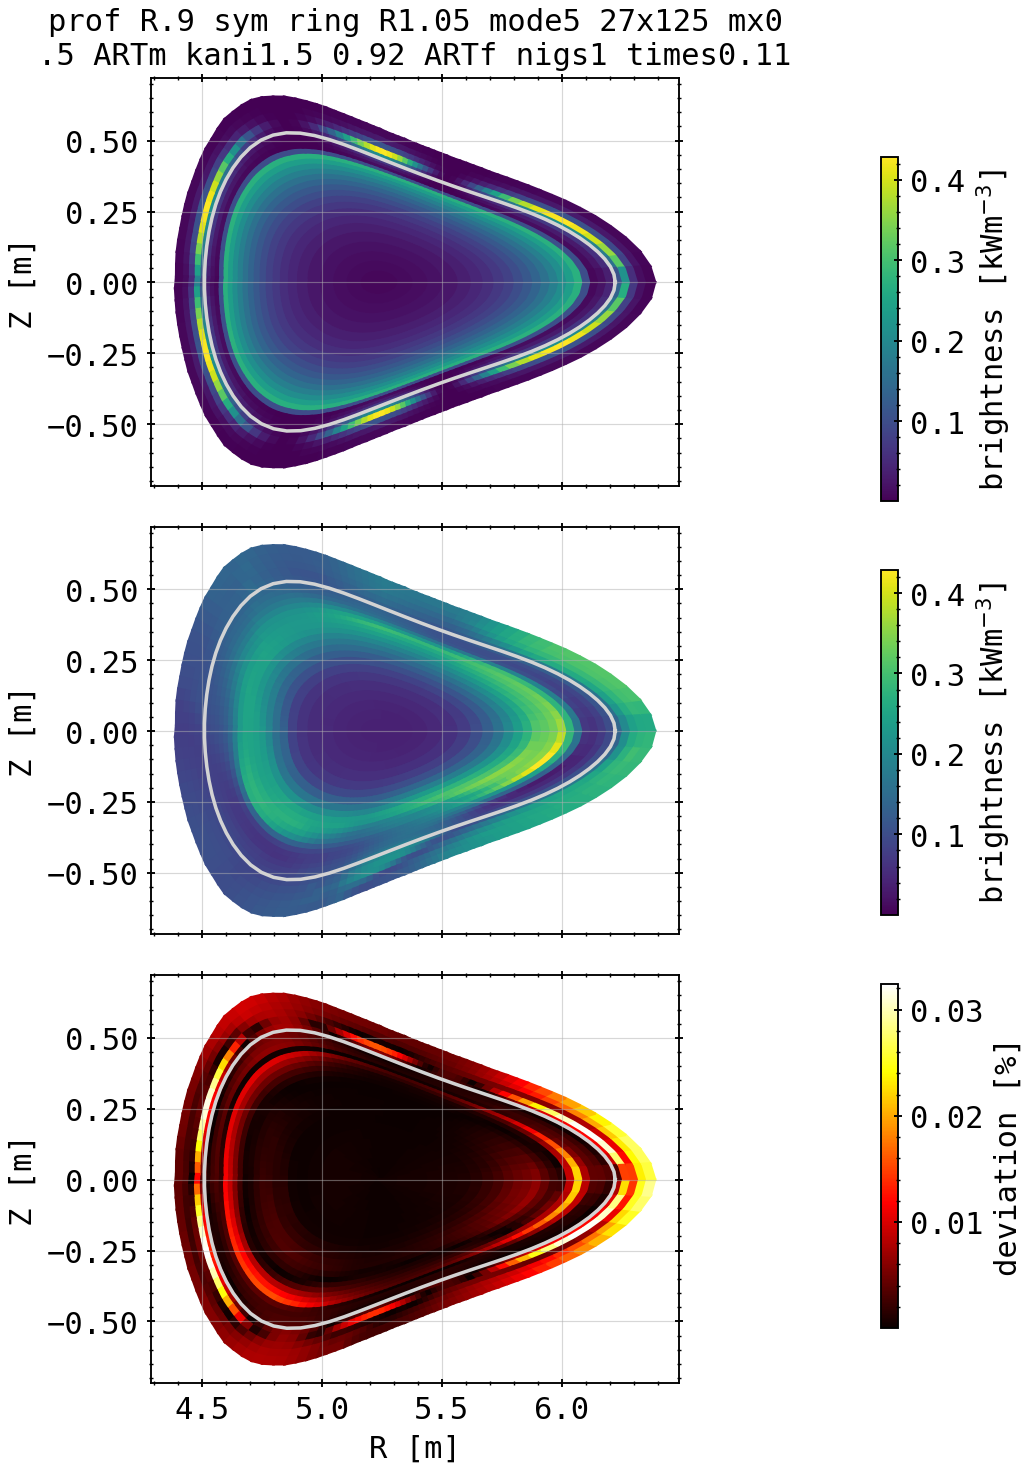 prof R.9 sym ring R1.05 mode5 27x125 mx0
.5 ARTm kani1.5 0.92 ARTf nigs1 times0.11
0.50
0.25
0.00
−0.25
−0.50
Z [m]
0.4
0.3
0.2
0.1
brightness [kWm⁻³]
0.50
0.25
0.00
−0.25
−0.50
Z [m]
0.4
0.3
0.2
0.1
brightness [kWm⁻³]
0.50
0.25
0.00
−0.25
−0.50
Z [m]
0.03
0.02
0.01
deviation [%]
4.5 5.0 5.5 6.0
R [m]